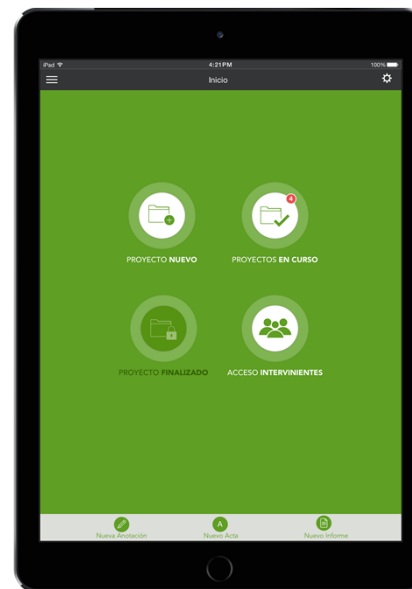 iPad 4:21 PM 100%
Inicio
4
PROYECTO NUEVO PROYECTOS EN CURSO
PROYECTO FINALIZADO ACCESO INTERVINIENTES
A
Nueva Anotación Nuevo Acta Nuevo Informe